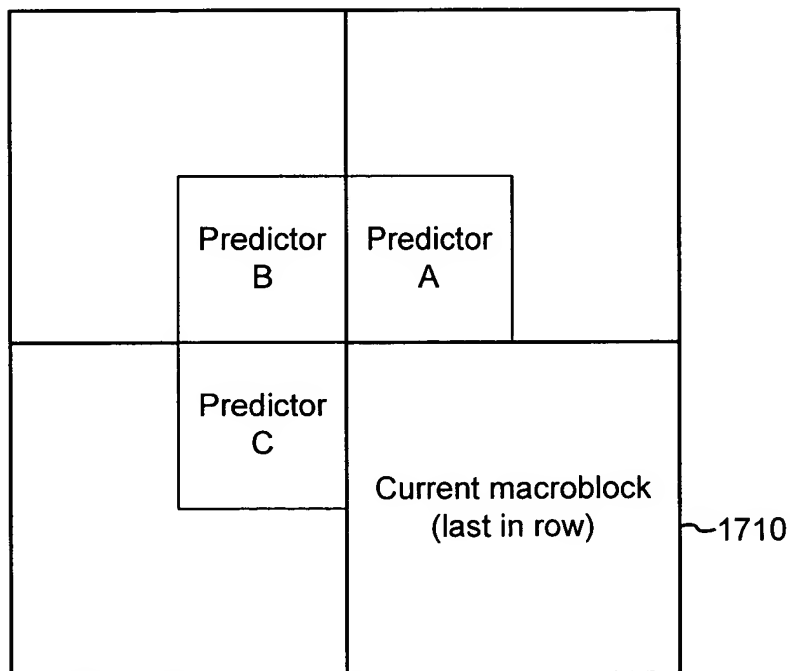 Predictor
B
Predictor
A
Predictor
C
Current macroblock
(last in row)
1710